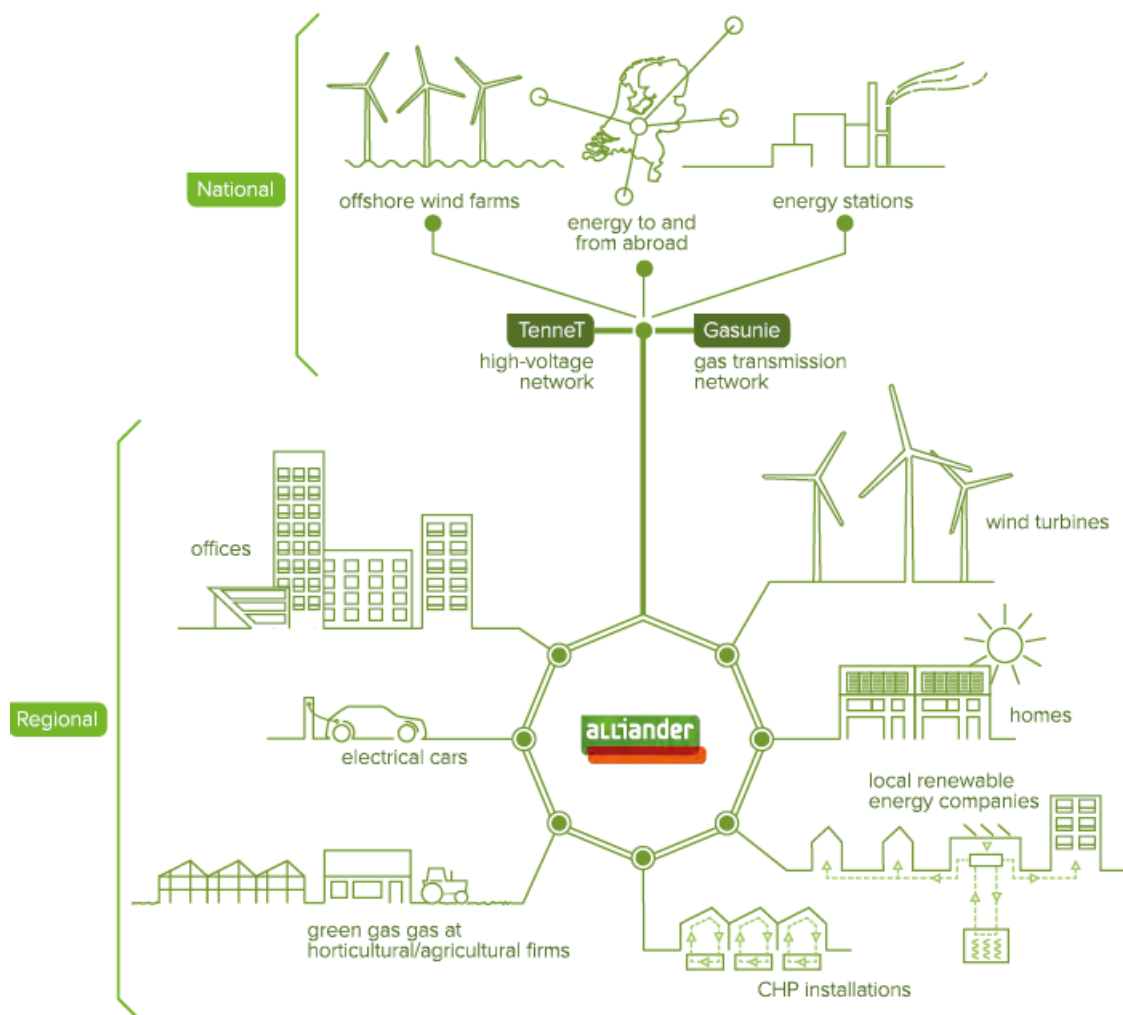 National
offshore wind farms
energy to and
from abroad
energy stations
TenneT
high-voltage
network
Gasunie
gas transmission
network
Regional
offices
wind turbines
electrical cars
alliander
homes
local renewable
energy companies
green gas gas at
horticultural/agricultural firms
CHP installations